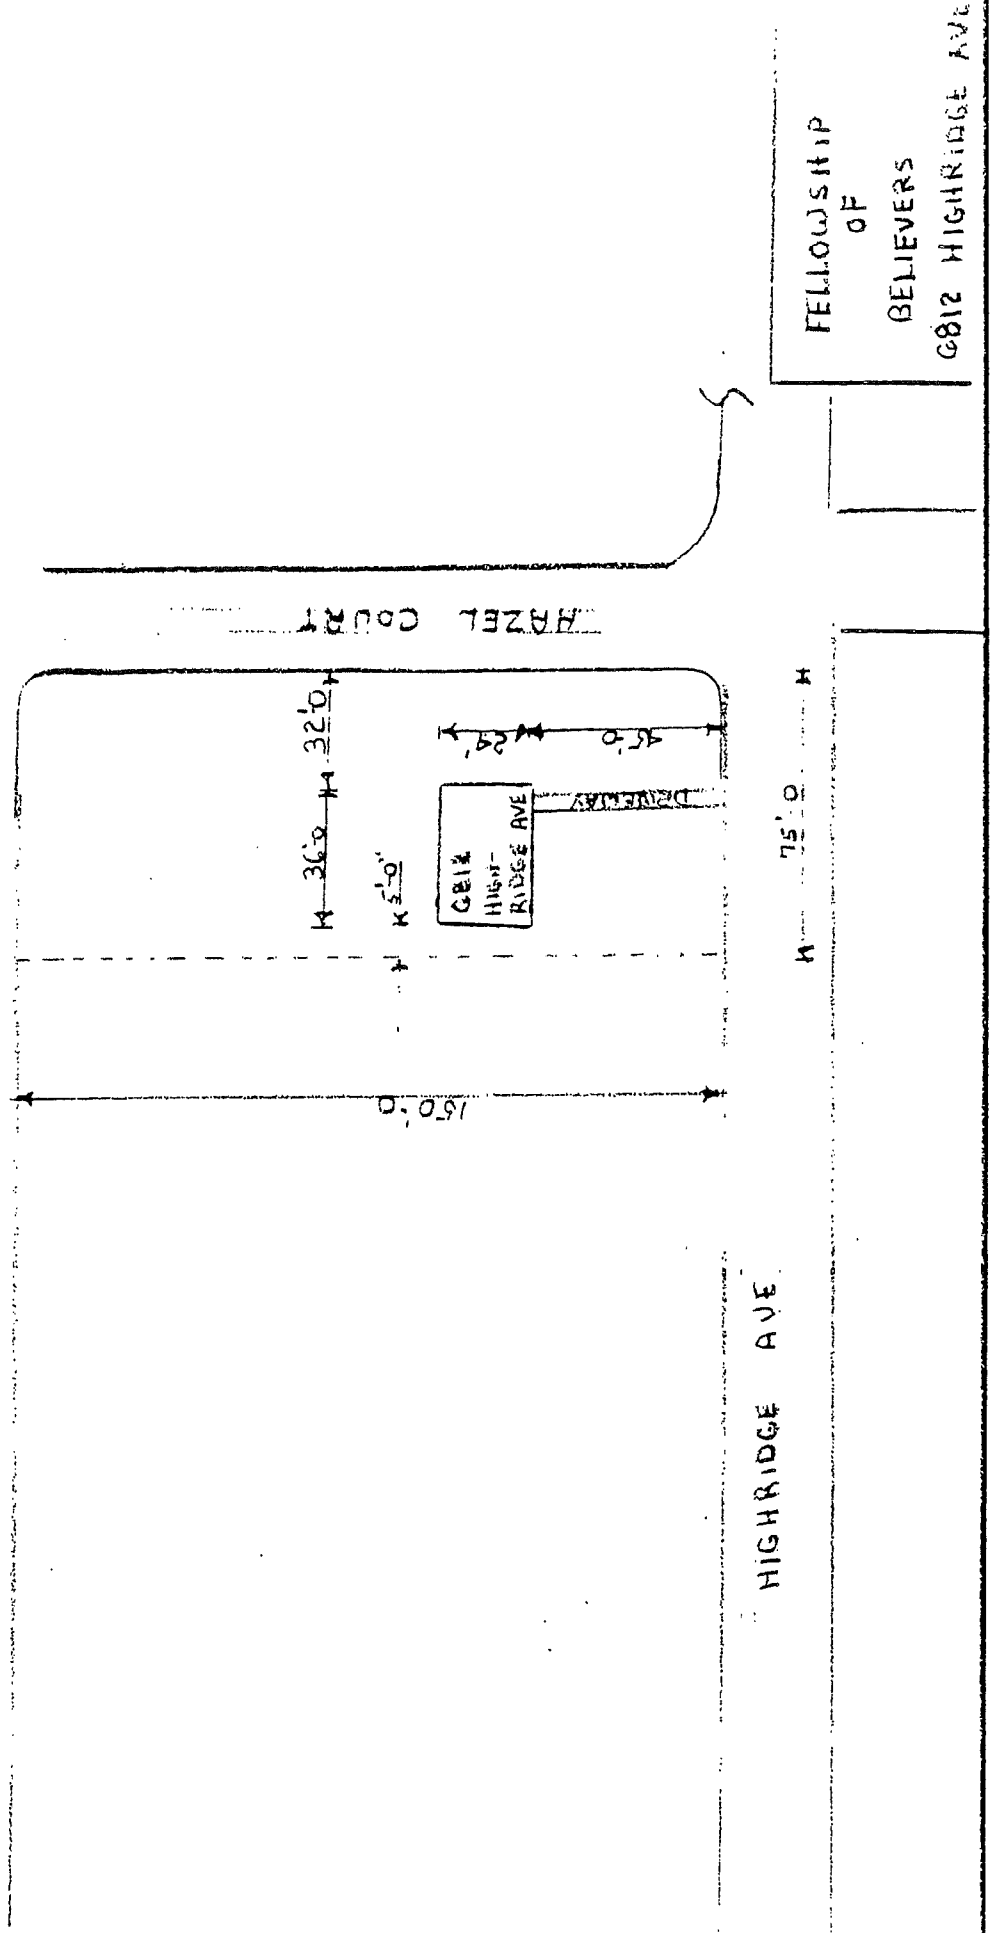 FELLOWSHIP
OF
BELIEVERS
6812 HIGHRIDGE AVE
HAZEL COURT
32'0
36'0
5'-0"
24'
45'0
6812
HIGH-
RIDGE AVE
DRIVEWAY
75'0
150'0
HIGHRIDGE AVE